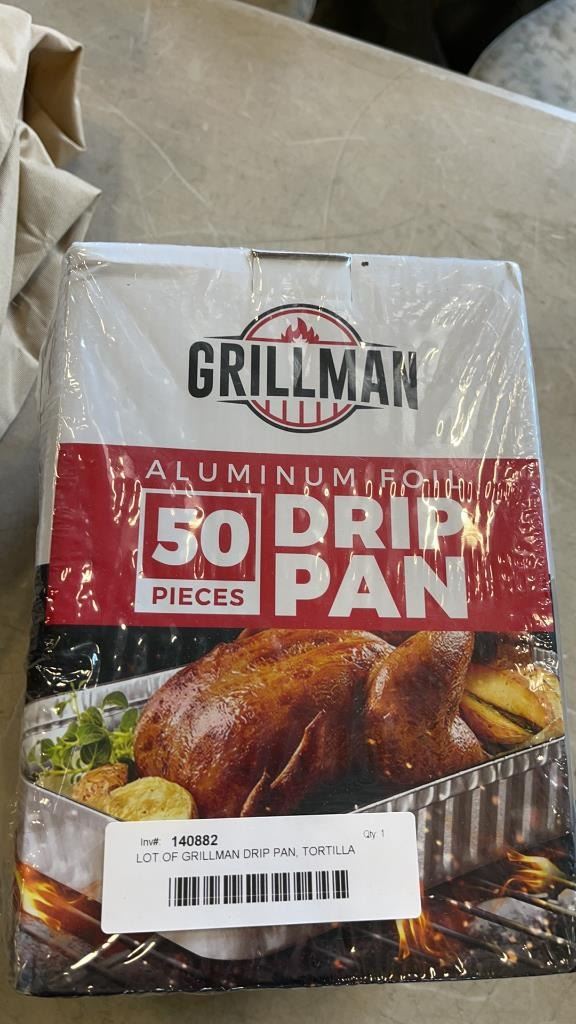 GRILLMAN
ALUMINUM FOIL
50 PIECES
DRIP
PAN
Inv#: 140882 Qty: 1
LOT OF GRILLMAN DRIP PAN, TORTILLA